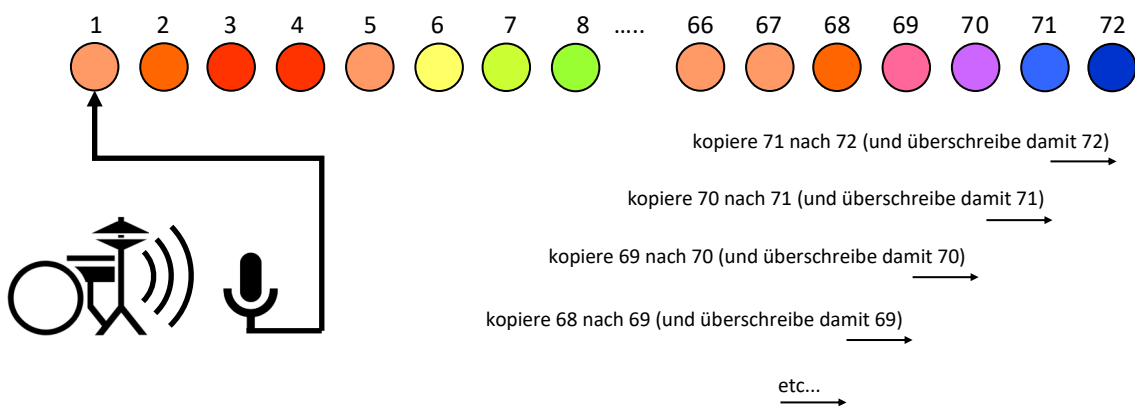 1 2 3 4 5 6 7 8 ..... 66 67 68 69 70 71 72
kopiere 71 nach 72 (und überschreibe damit 72)
kopiere 70 nach 71 (und überschreibe damit 71)
kopiere 69 nach 70 (und überschreibe damit 70)
kopiere 68 nach 69 (und überschreibe damit 69)
etc...